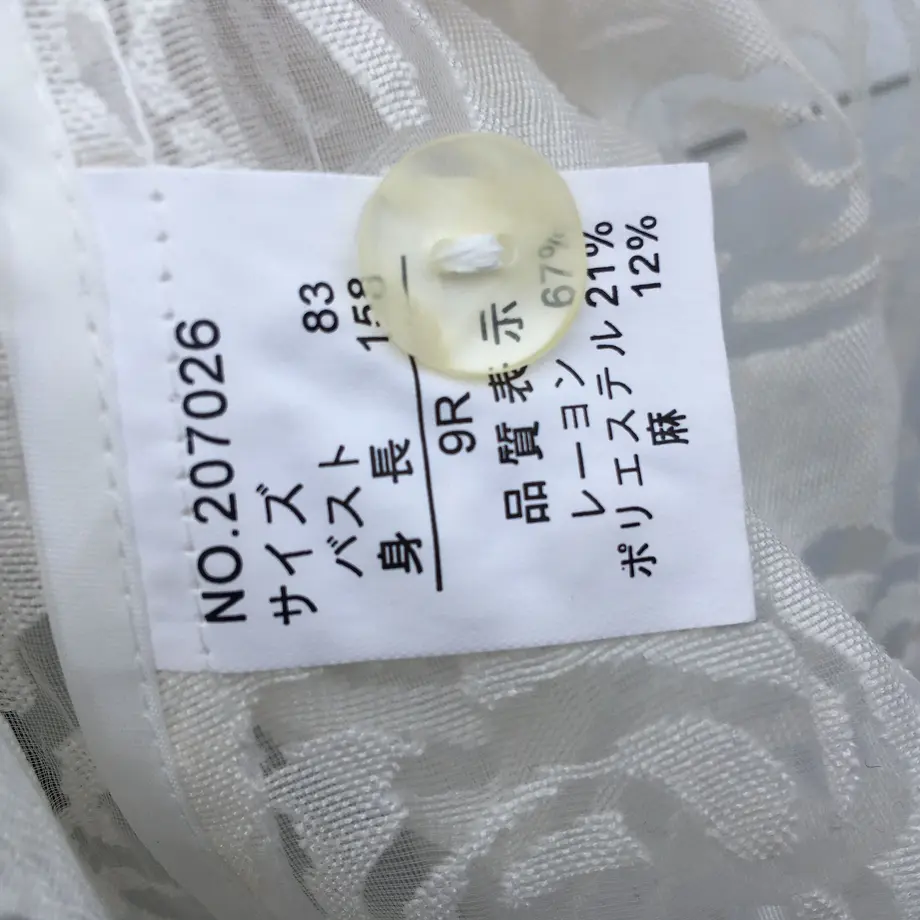 NO.207026
サイズ
バスト 83
身長 158
9R
品質表示
レーヨン 67%
ポリエステル 21%
麻 12%